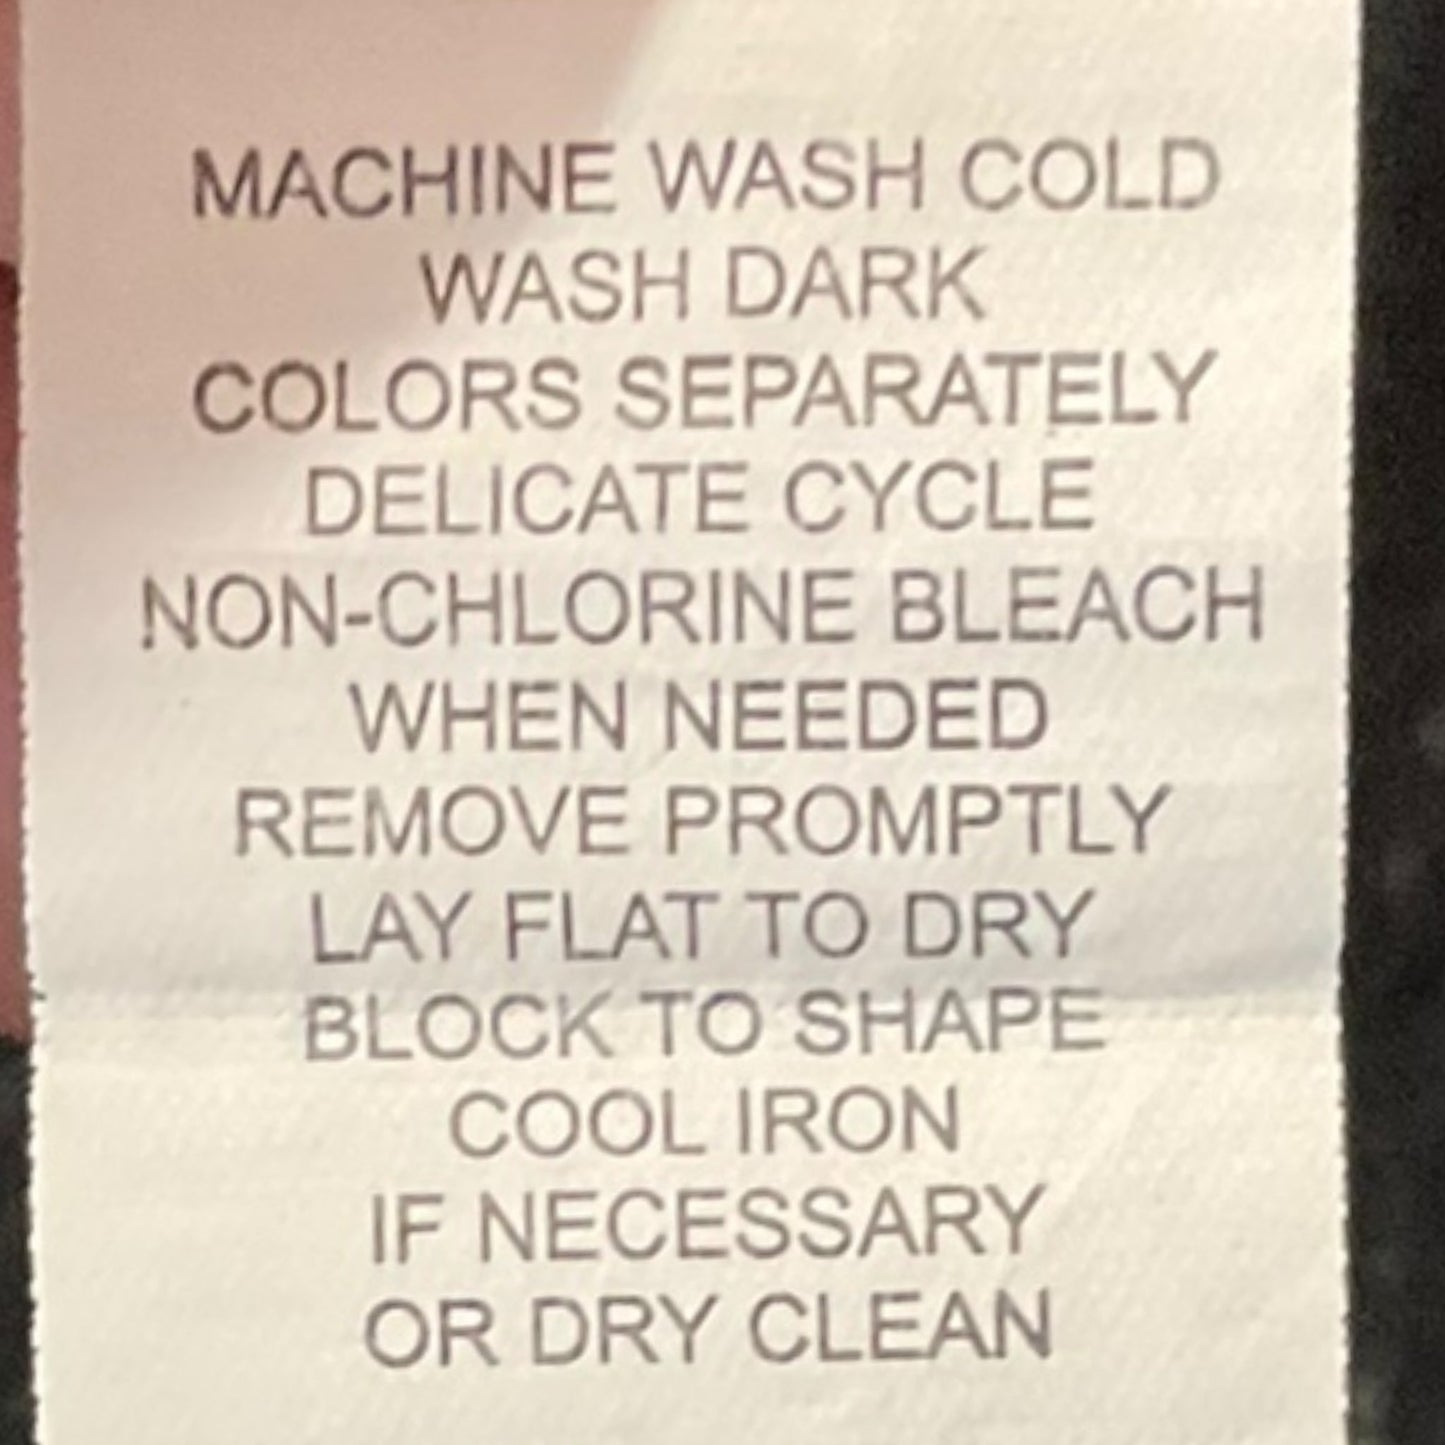 MACHINE WASH COLD
WASH DARK
COLORS SEPARATELY
DELICATE CYCLE
NON-CHLORINE BLEACH
WHEN NEEDED
REMOVE PROMPTLY
LAY FLAT TO DRY
BLOCK TO SHAPE
COOL IRON
IF NECESSARY
OR DRY CLEAN